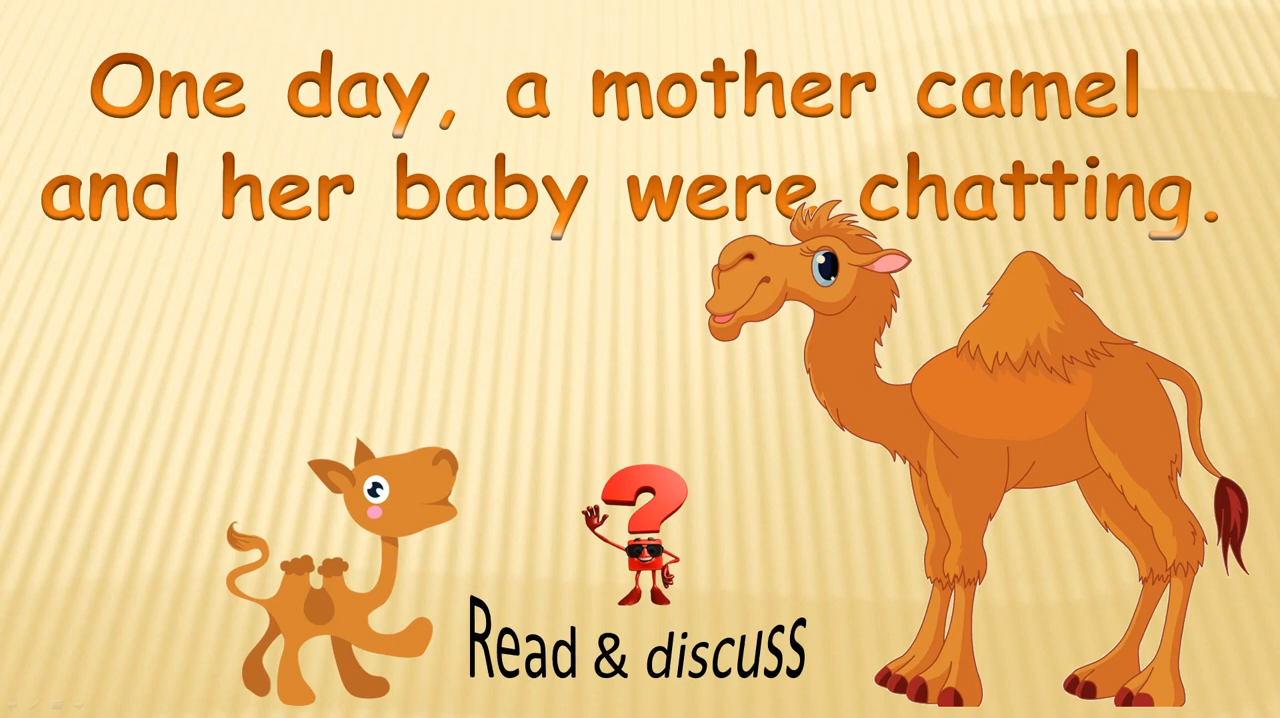 One day, a mother camel
and her baby were chatting.
Read & discuss